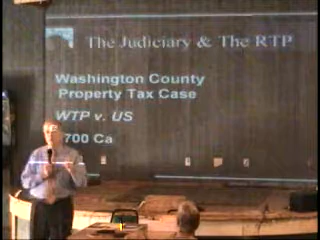 The Judiciary & The RTP
Washington County
Property Tax Case
WTP v. US
700 Ca